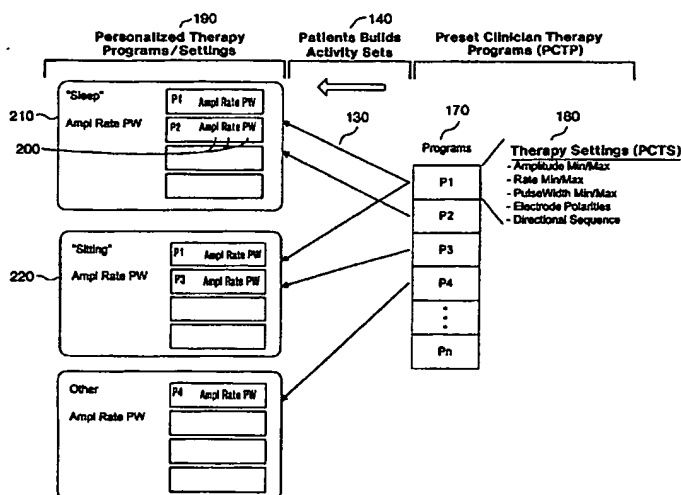 190
140
Personalized Therapy
Programs/Settings
Patients Builds
Activity Sets
Preset Clinician Therapy
Programs (PCTP)
210
"Sleep"
Ampl Rate PW
200
P1 Ampl Rate PW
P2 Ampl Rate PW
130
170
Programs
180
Therapy Settings (PCTS)
- Amplitude Min/Max
- Rate Min/Max
- PulseWidth Min/Max
- Electrode Polarities
- Directional Sequence
P1
P2
P3
P4
Pn
220
"Sitting"
Ampl Rate PW
P1 Ampl Rate PW
P3 Ampl Rate PW
Other
Ampl Rate PW
P4 Ampl Rate PW